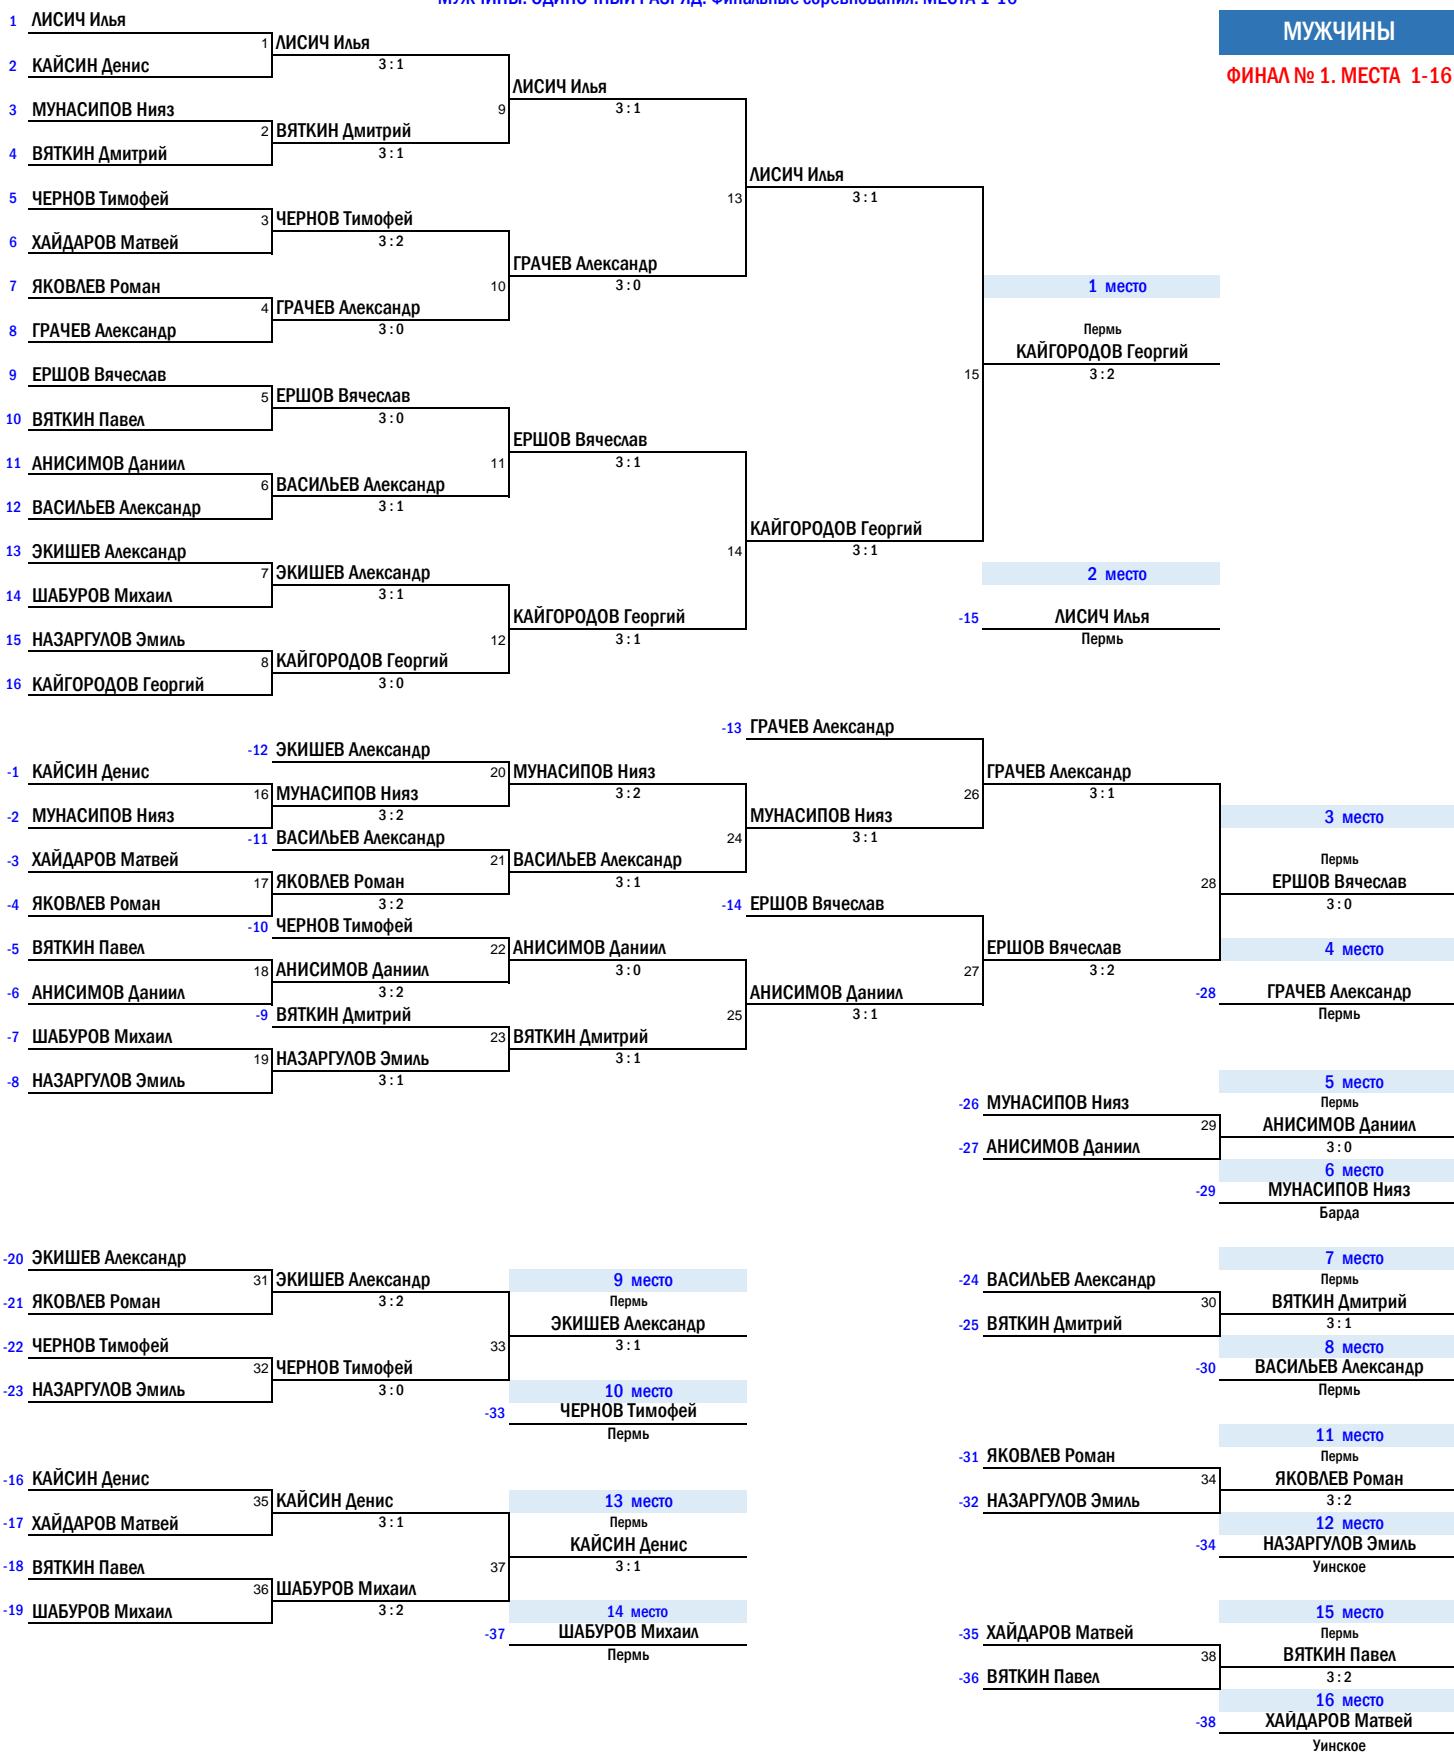 МУЖЧИНЫ. ОДИНОЧНЫЙ РАЗРЯД. Финальные соревнования. МЕСТА 1-16
МУЖЧИНЫ
ФИНАЛ № 1. МЕСТА 1-16
1 ЛИСИЧ Илья
1 ЛИСИЧ Илья
3 : 1
2 КАЙСИН Денис
ЛИСИЧ Илья
9 3 : 1
3 МУНАСИПОВ Нияз
2 ВЯТКИН Дмитрий
3 : 1
4 ВЯТКИН Дмитрий
ЛИСИЧ Илья
13 3 : 1
5 ЧЕРНОВ Тимофей
3 ЧЕРНОВ Тимофей
3 : 2
6 ХАЙДАРОВ Матвей
ГРАЧЕВ Александр
10 3 : 0
7 ЯКОВЛЕВ Роман
1 место
4 ГРАЧЕВ Александр
3 : 0
8 ГРАЧЕВ Александр
Пермь
КАЙГОРОДОВ Георгий
15 3 : 2
9 ЕРШОВ Вячеслав
5 ЕРШОВ Вячеслав
3 : 0
10 ВЯТКИН Павел
ЕРШОВ Вячеслав
11 3 : 1
11 АНИСИМОВ Даниил
6 ВАСИЛЬЕВ Александр
3 : 1
12 ВАСИЛЬЕВ Александр
КАЙГОРОДОВ Георгий
14 3 : 1
13 ЭКИШЕВ Александр
7 ЭКИШЕВ Александр
3 : 1
2 место
14 ШАБУРОВ Михаил
КАЙГОРОДОВ Георгий
12 3 : 1
-15 ЛИСИЧ Илья
Пермь
15 НАЗАРГУЛОВ Эмиль
8 КАЙГОРОДОВ Георгий
3 : 0
16 КАЙГОРОДОВ Георгий
-13 ГРАЧЕВ Александр
-12 ЭКИШЕВ Александр
-1 КАЙСИН Денис
20 МУНАСИПОВ Нияз
3 : 2
ГРАЧЕВ Александр
26 3 : 1
16 МУНАСИПОВ Нияз
3 : 2
-2 МУНАСИПОВ Нияз
МУНАСИПОВ Нияз
24 3 : 1
3 место
-11 ВАСИЛЬЕВ Александр
-3 ХАЙДАРОВ Матвей
21 ВАСИЛЬЕВ Александр
3 : 1
Пермь
17 ЯКОВЛЕВ Роман
3 : 2
28 ЕРШОВ Вячеслав
3 : 0
-4 ЯКОВЛЕВ Роман
-14 ЕРШОВ Вячеслав
-10 ЧЕРНОВ Тимофей
-5 ВЯТКИН Павел
22 АНИСИМОВ Даниил
3 : 0
ЕРШОВ Вячеслав
27 3 : 2
4 место
18 АНИСИМОВ Даниил
3 : 2
-6 АНИСИМОВ Даниил
АНИСИМОВ Даниил
25 3 : 1
-28 ГРАЧЕВ Александр
Пермь
-9 ВЯТКИН Дмитрий
-7 ШАБУРОВ Михаил
23 ВЯТКИН Дмитрий
3 : 1
19 НАЗАРГУЛОВ Эмиль
3 : 1
-8 НАЗАРГУЛОВ Эмиль
5 место
Пермь
-26 МУНАСИПОВ Нияз
29 АНИСИМОВ Даниил
3 : 0
-27 АНИСИМОВ Даниил
6 место
-29 МУНАСИПОВ Нияз
Барда
-20 ЭКИШЕВ Александр
31 ЭКИШЕВ Александр
3 : 2
-21 ЯКОВЛЕВ Роман
9 место
Пермь
ЭКИШЕВ Александр
33 3 : 1
-22 ЧЕРНОВ Тимофей
32 ЧЕРНОВ Тимофей
3 : 0
-23 НАЗАРГУЛОВ Эмиль
10 место
-33 ЧЕРНОВ Тимофей
Пермь
7 место
Пермь
-24 ВАСИЛЬЕВ Александр
30 ВЯТКИН Дмитрий
3 : 1
-25 ВЯТКИН Дмитрий
8 место
-30 ВАСИЛЬЕВ Александр
Пермь
11 место
Пермь
-31 ЯКОВЛЕВ Роман
34 ЯКОВЛЕВ Роман
3 : 2
-32 НАЗАРГУЛОВ Эмиль
12 место
-34 НАЗАРГУЛОВ Эмиль
Уинское
-16 КАЙСИН Денис
35 КАЙСИН Денис
3 : 1
-17 ХАЙДАРОВ Матвей
13 место
Пермь
КАЙСИН Денис
37 3 : 1
-18 ВЯТКИН Павел
36 ШАБУРОВ Михаил
3 : 2
-19 ШАБУРОВ Михаил
14 место
-37 ШАБУРОВ Михаил
Пермь
15 место
Пермь
-35 ХАЙДАРОВ Матвей
38 ВЯТКИН Павел
3 : 2
-36 ВЯТКИН Павел
16 место
-38 ХАЙДАРОВ Матвей
Уинское